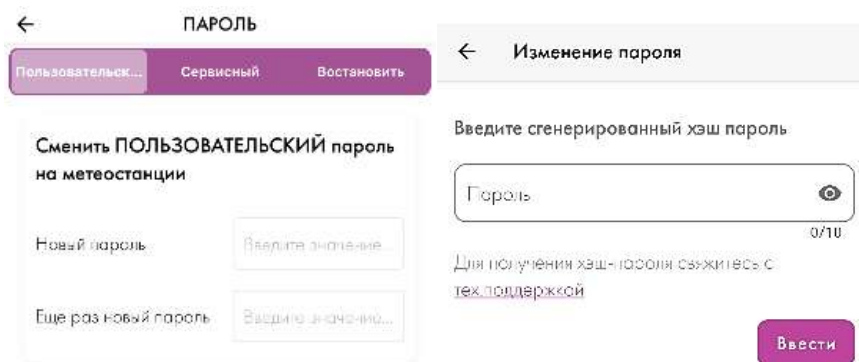 ПАРОЛЬ
Пользовательск...
Сервисный
Востановить
Сменить ПОЛЬЗОВАТЕЛЬСКИЙ пароль
на метеостанции
Новый пароль
Введите значение...
Еще раз новый пароль
Введите значение...
Изменение пароля
Введите сгенерированный хэш пароль
Пароль
0/10
Для получения хэш-пароля свяжитесь с
тех.поддержкой
Ввести